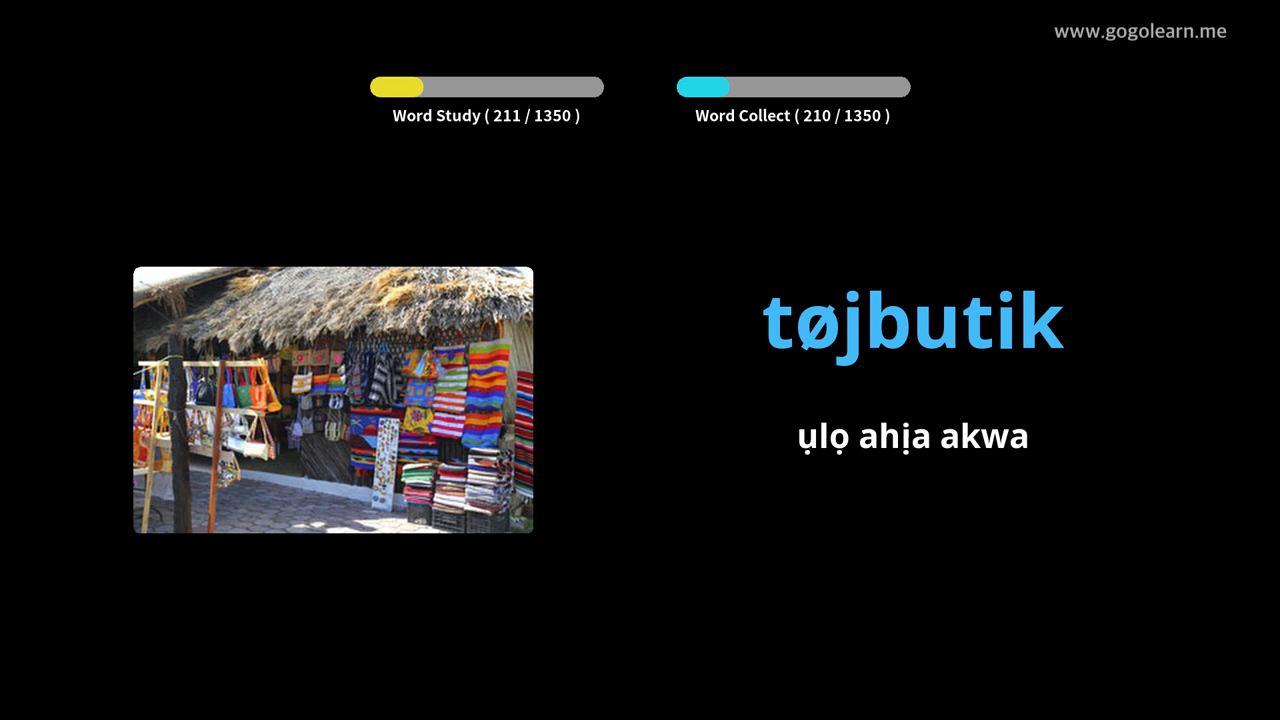 www.gogolearn.me
Word Study ( 211 / 1350 )
Word Collect ( 210 / 1350 )
tøjbutik
ụlọ ahịa akwa